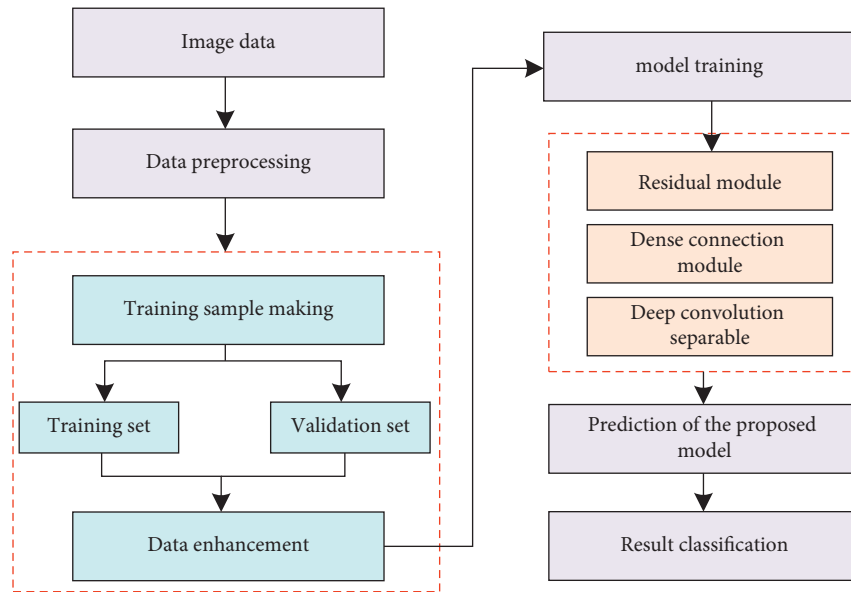 Image data
Data preprocessing
Training sample making
Training set
Validation set
Data enhancement
model training
Residual module
Dense connection
module
Deep convolution
separable
Prediction of the proposed
model
Result classification